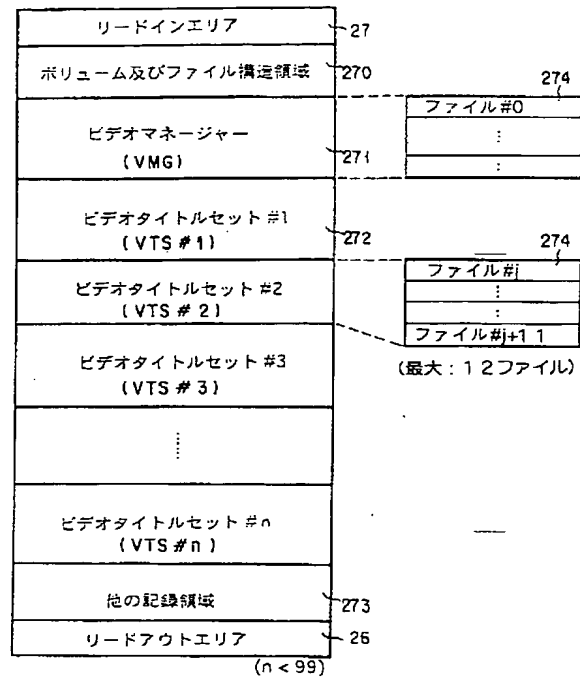 リードインエリア
27
ボリューム及びファイル構造領域
270
ビデオマネージャー
(VMG)
271
274
ファイル#0
⋮
:
ビデオタイトルセット #1
(VTS #1)
272
ビデオタイトルセット #2
(VTS #2)
274
ファイル#j
⋮
:
ファイル#j+11
(最大：12ファイル)
ビデオタイトルセット #3
(VTS #3)
⋮
ビデオタイトルセット #n
(VTS #n)
他の記録領域
273
リードアウトエリア
26
(n<99)